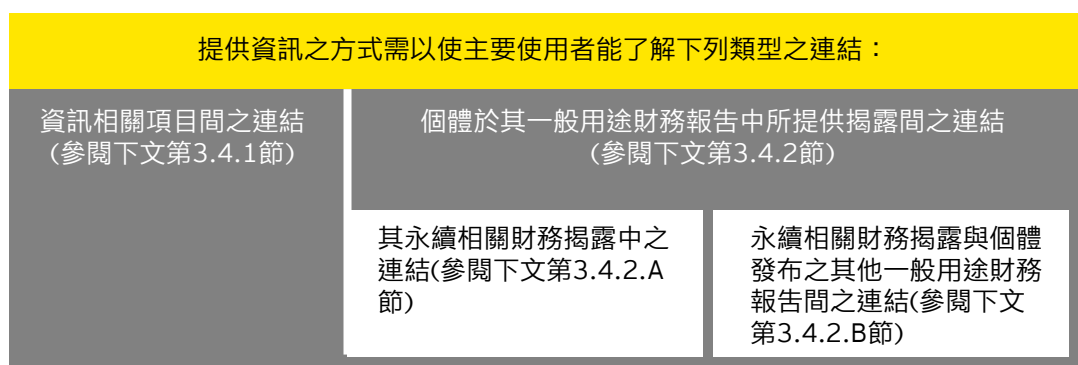 提供資訊之方式需以使主要使用者能了解下列類型之連結：
資訊相關項目間之連結
(參閱下文第3.4.1節)
個體於其一般用途財務報告中所提供揭露間之連結
(參閱下文第3.4.2節)
其永續相關財務揭露中之
連結(參閱下文第3.4.2.A
節)
永續相關財務揭露與個體
發布之其他一般用途財務
報告間之連結(參閱下文
第3.4.2.B節)